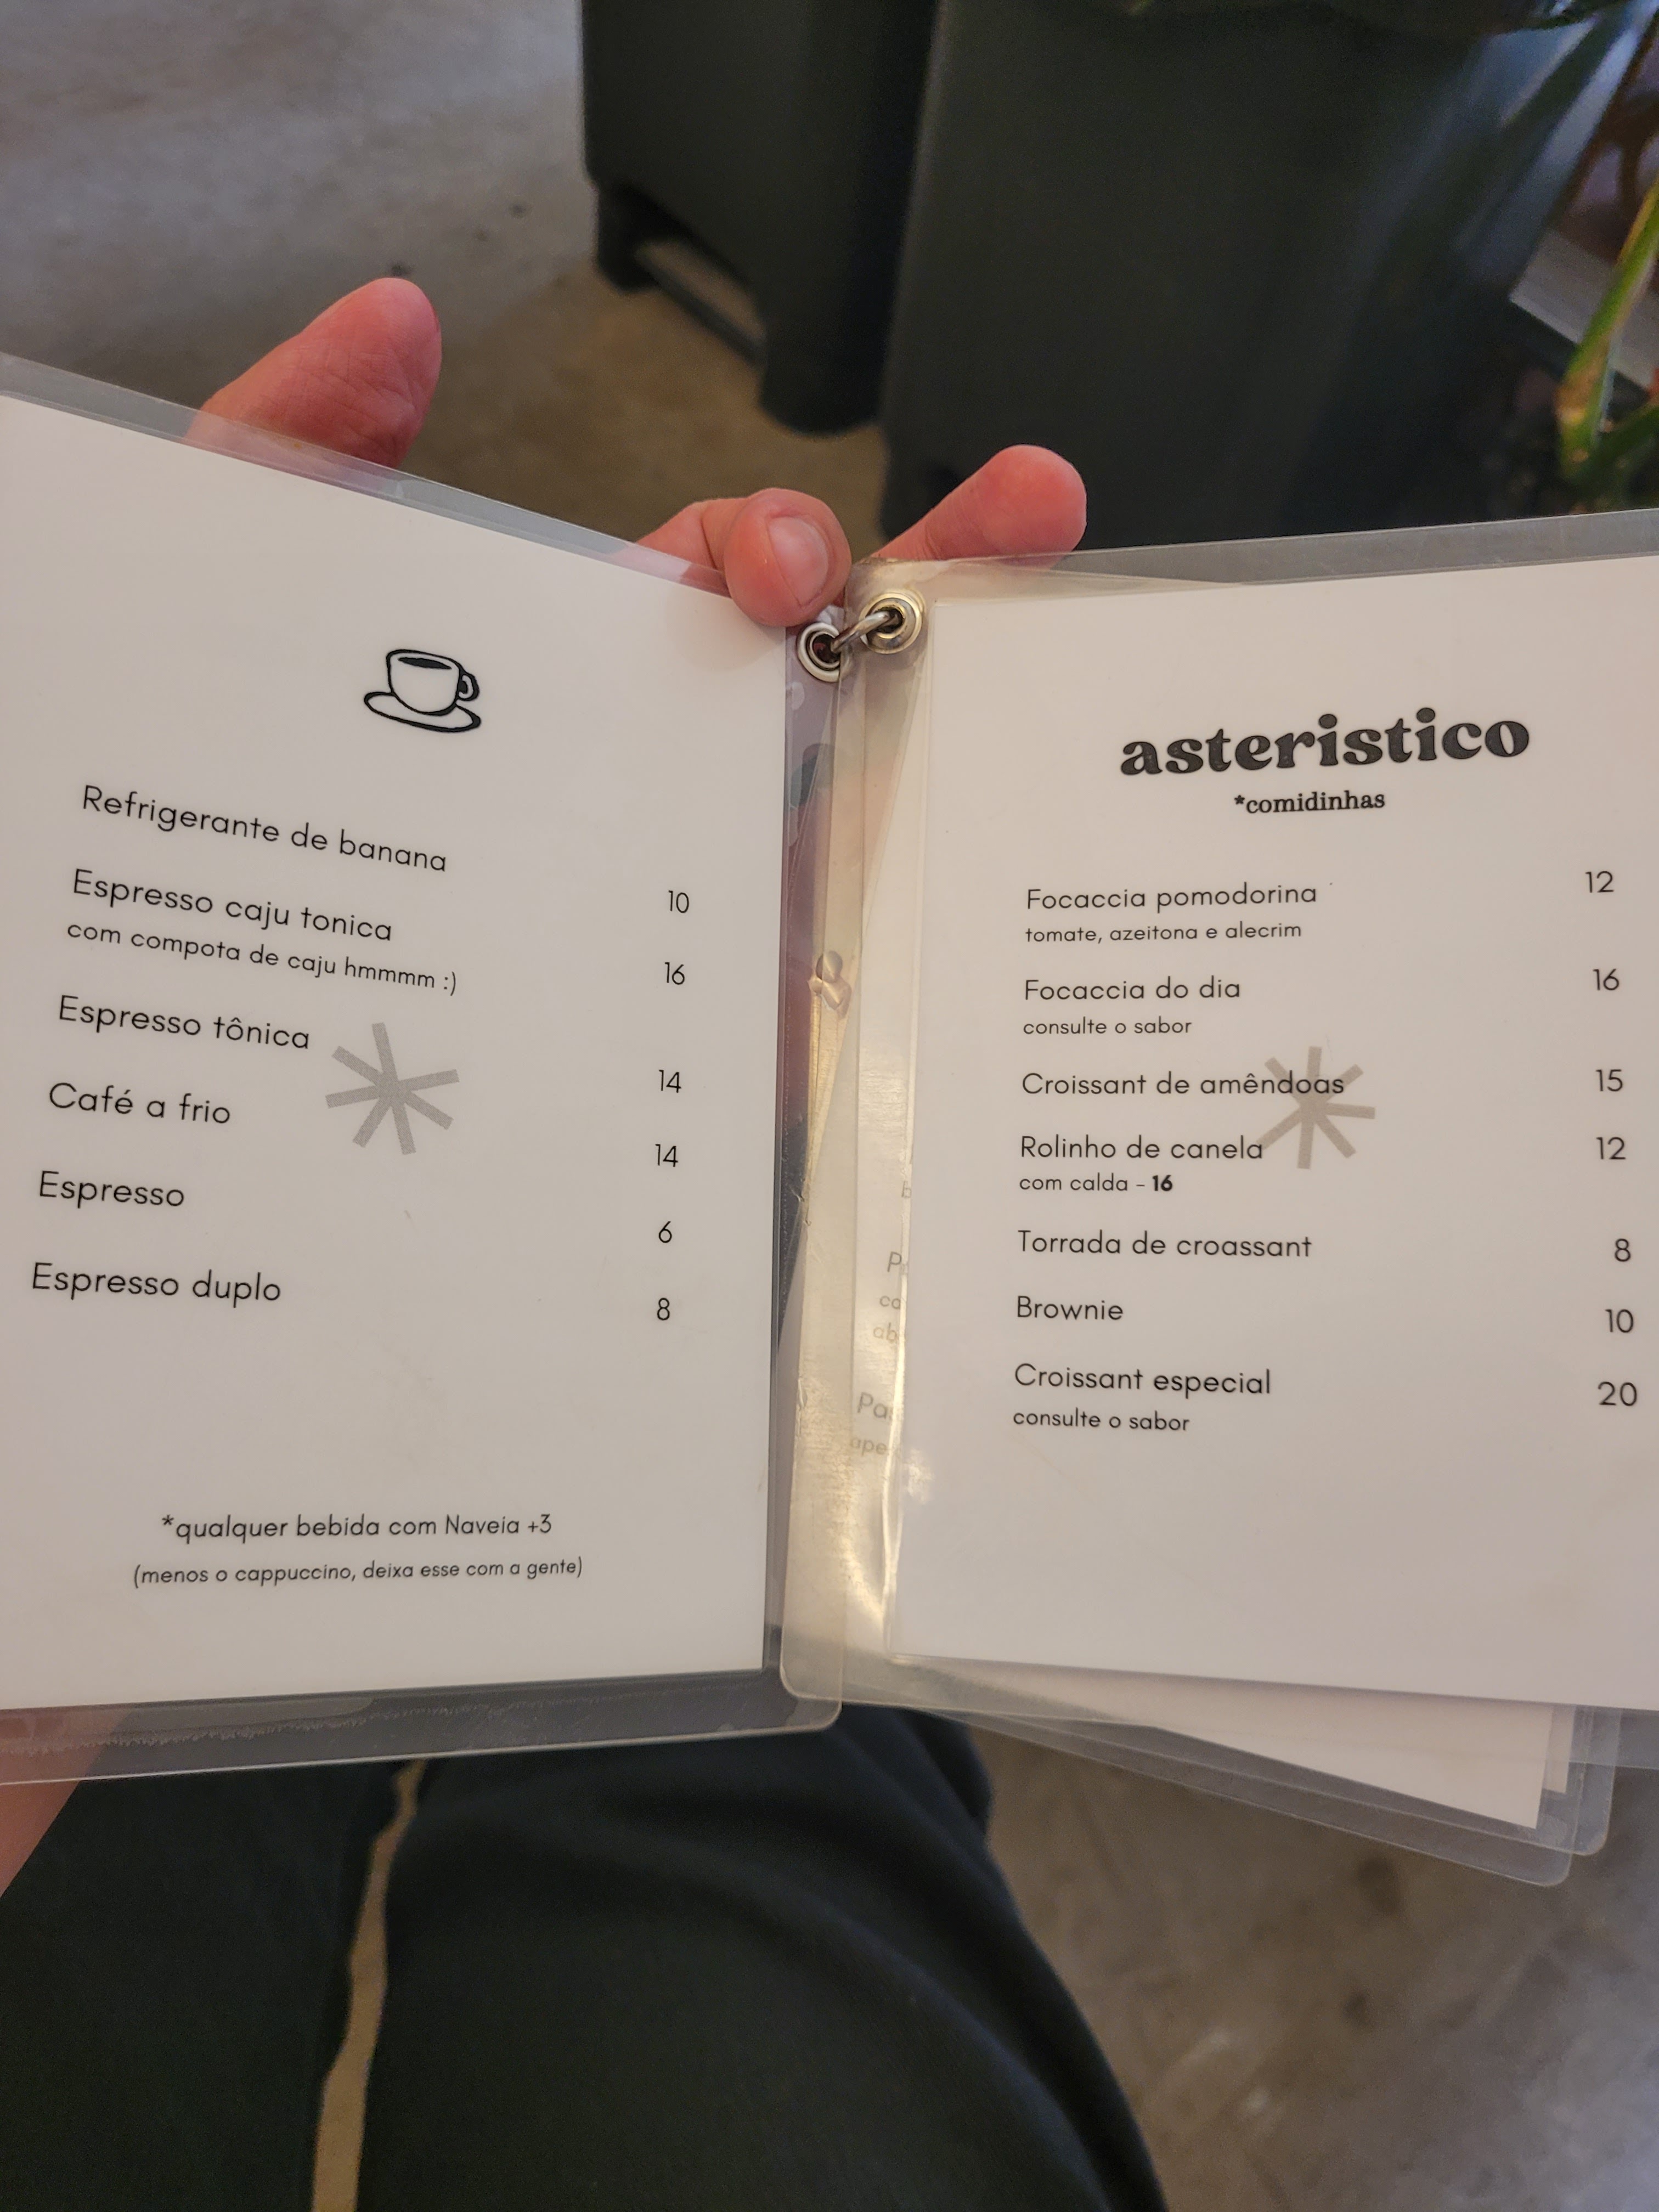 Refrigerante de banana 10
Espresso caju tonica 16
com compota de caju hmmmm :)
Espresso tônica 14
Café a frio 14
Espresso 6
Espresso duplo 8
*qualquer bebida com Naveia +3
(menos o cappuccino, deixa esse com a gente)
asteristico
*comidinhas
Focaccia pomodorina 12
tomate, azeitona e alecrim
Focaccia do dia 16
consulte o sabor
Croissant de amêndoas 15
Rolinho de canela 12
com calda - 16
Torrada de croassant 8
Brownie 10
Croissant especial 20
consulte o sabor